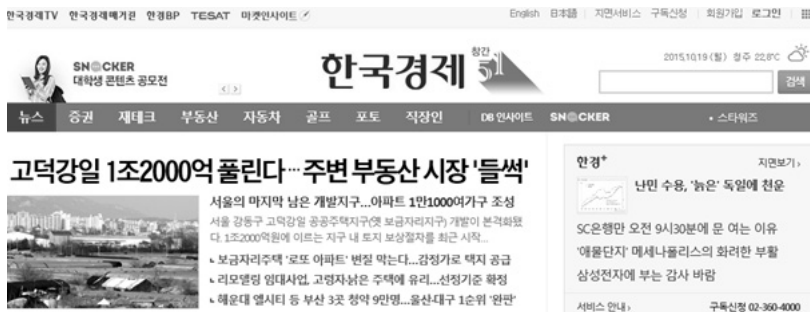 한국경제TV 한국경제매거진 한경BP TESAT 마켓인사이트
English 日本語 지면서비스 구독신청 회원가입 로그인
SNOCKER
대학생 콘텐츠 공모전
한국경제 창간 51
2015.10.19 (월) 청주 22.8℃
검색
뉴스 증권 재테크 부동산 자동차 골프 포토 직장인 DB 인사이트 SNOCKER • 스타워즈
고덕강일 1조2000억 풀린다…주변 부동산 시장 '들썩'
서울의 마지막 남은 개발지구...아파트 1만1000여가구 조성
서울 강동구 고덕강일 공공주택지구(옛 보금자리지구) 개발이 본격화됐
다. 1조2000억원에 이르는 지구 내 토지 보상절차를 최근 시작...
보금자리주택 '로또 아파트' 변질 막는다...감정가로 택지 공급
리모델링 임대사업, 고령자·낡은 주택에 유리...선정기준 확정
해운대 엘시티 등 부산 3곳 청약 9만명...울산·대구 1순위 '완판'
한경+ 지면보기 ›
난민 수용, '늙은' 독일에 천운
SC은행만 오전 9시30분에 문 여는 이유
'애물단지' 메세나폴리스의 화려한 부활
삼성전자에 부는 감사 바람
서비스 안내 › 구독신청 02-360-4000